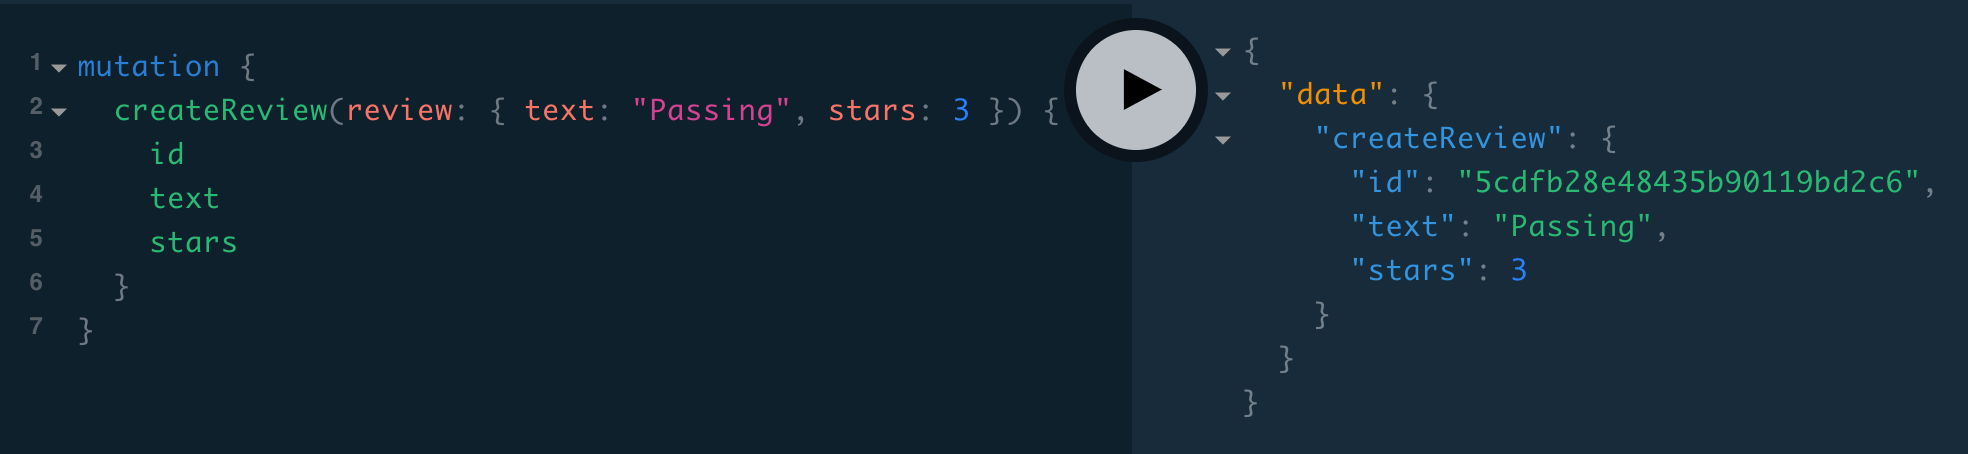 1 mutation {
2 createReview(review: { text: "Passing", stars: 3 }) {
3 id
4 text
5 stars
6 }
7 }
{
"data": {
"createReview": {
"id": "5cdfb28e48435b90119bd2c6",
"text": "Passing",
"stars": 3
}
}
}